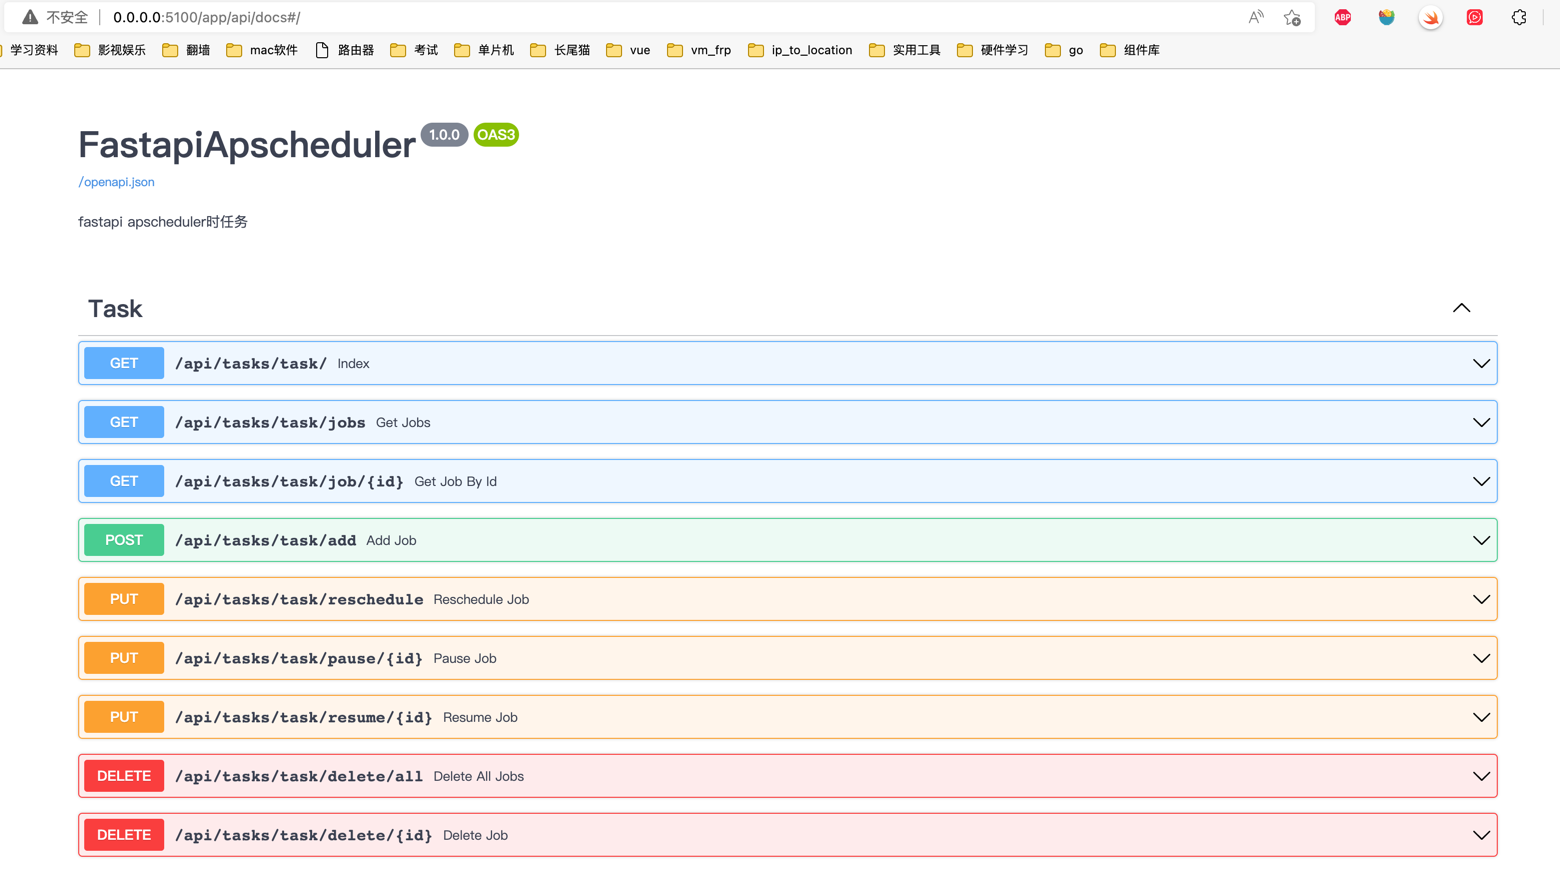 不安全 | 0.0.0.0:5100/app/api/docs#/
学习资料 影视娱乐 翻墙 mac软件 路由器 考试 单片机 长尾猫 vue vm_frp ip_to_location 实用工具 硬件学习 go 组件库
FastapiApscheduler 1.0.0 OAS3
/openapi.json
fastapi apscheduler时任务
Task
GET /api/tasks/task/ Index
GET /api/tasks/task/jobs Get Jobs
GET /api/tasks/task/job/{id} Get Job By Id
POST /api/tasks/task/add Add Job
PUT /api/tasks/task/reschedule Reschedule Job
PUT /api/tasks/task/pause/{id} Pause Job
PUT /api/tasks/task/resume/{id} Resume Job
DELETE /api/tasks/task/delete/all Delete All Jobs
DELETE /api/tasks/task/delete/{id} Delete Job